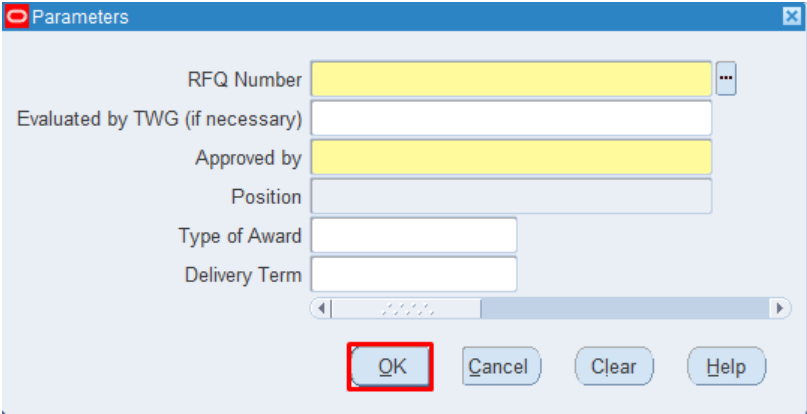 Parameters
RFQ Number
Evaluated by TWG (if necessary)
Approved by
Position
Type of Award
Delivery Term
OK Cancel Clear Help